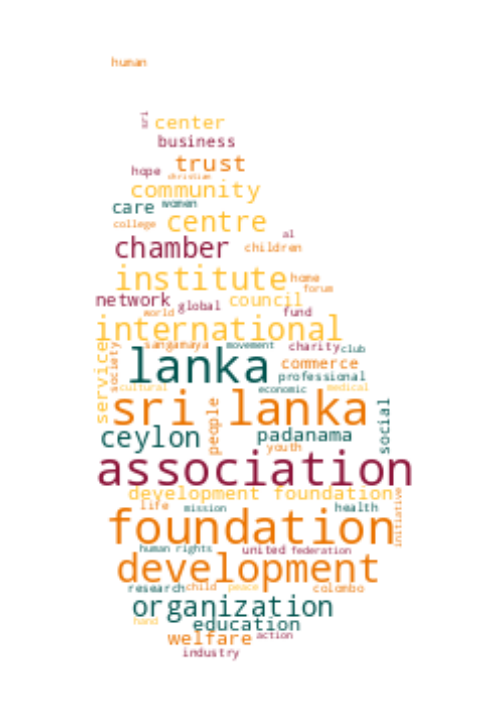 human
sri
center
business
trust
hope
christian
community
care women
centre
college
al
chamber children
institute home
forum
network global council
world fund
international
sangamaya movement charity club
society
lanka commerce
professional
service
cultural economic medical
sri lanka
people
social
ceylon padanama
youth
association
development foundation
life mission health
initiative
foundation
human rights united federation
development
research child peace colombo
organization
hand education
welfare action
industry